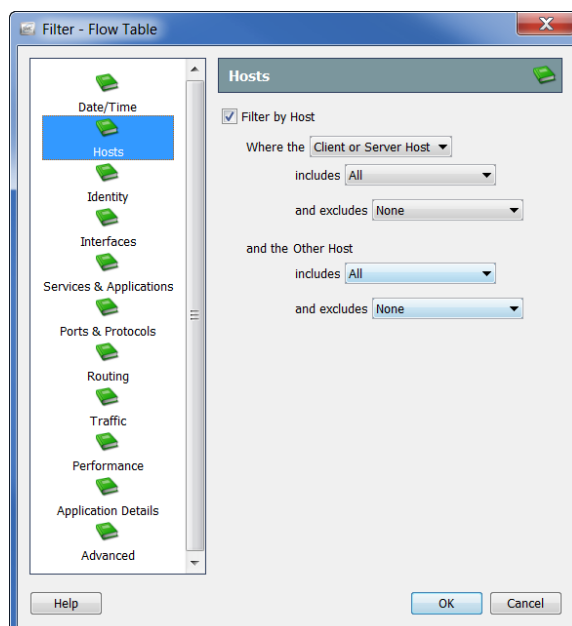 Filter - Flow Table
Date/Time
Hosts
Identity
Interfaces
Services & Applications
Ports & Protocols
Routing
Traffic
Performance
Application Details
Advanced
Hosts
Filter by Host
Where the Client or Server Host
includes All
and excludes None
and the Other Host
includes All
and excludes None
Help
OK
Cancel